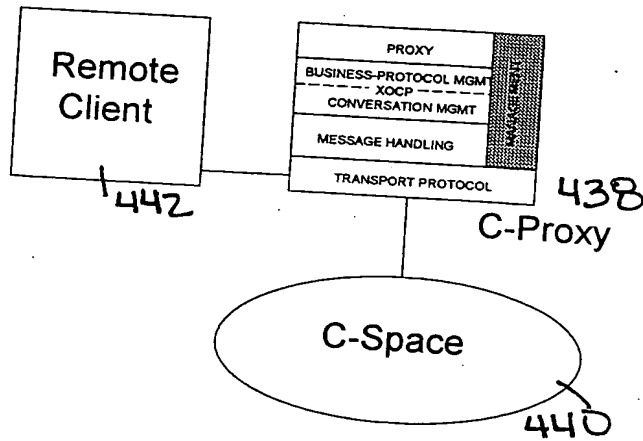 Remote
Client
442
PROXY
BUSINESS-PROTOCOL MGMT
XOCP
CONVERSATION MGMT
MESSAGE HANDLING
TRANSPORT PROTOCOL
MANAGEMENT
438
C-Proxy
C-Space
440